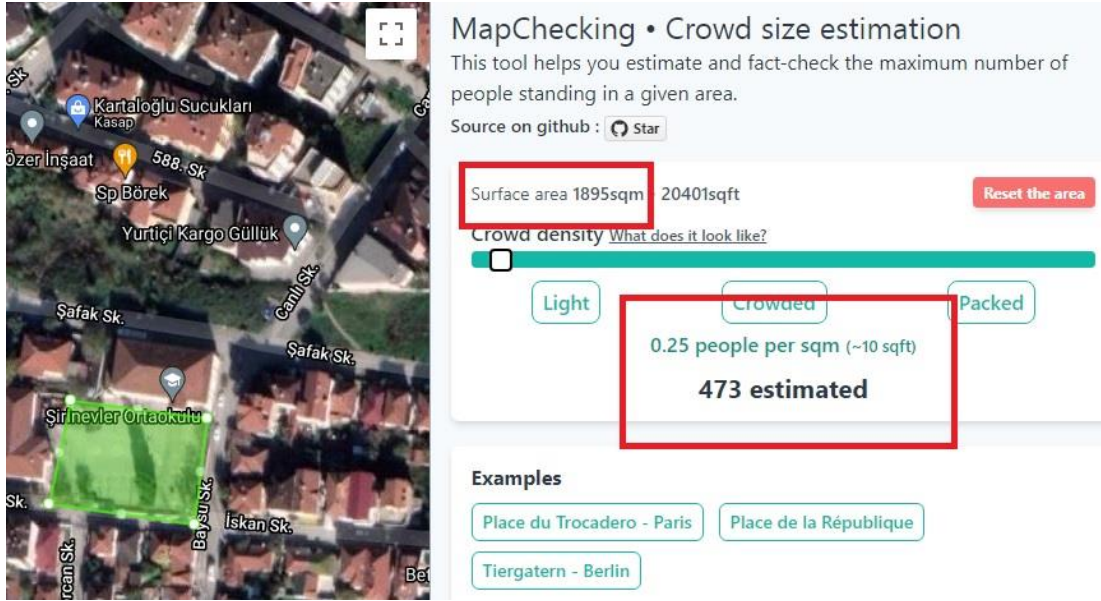 Sk
Kartaloğlu Sucukları
Kasap
Özer İnşaat
588. Sk
Sp Börek
Yurtiçi Kargo Güllük
Canlı Sk.
Şafak Sk.
Şafak Sk.
Şirinevler Ortaokulu
Sk.
Baysu Sk.
İskan Sk.
MapChecking • Crowd size estimation
This tool helps you estimate and fact-check the maximum number of
people standing in a given area.
Source on github : Star
Surface area 1895sqm - 20401sqft
Reset the area
Crowd density What does it look like?
Light
Crowded
Packed
0.25 people per sqm (~10 sqft)
473 estimated
Examples
Place du Trocadero - Paris
Place de la République
Tiergatern - Berlin